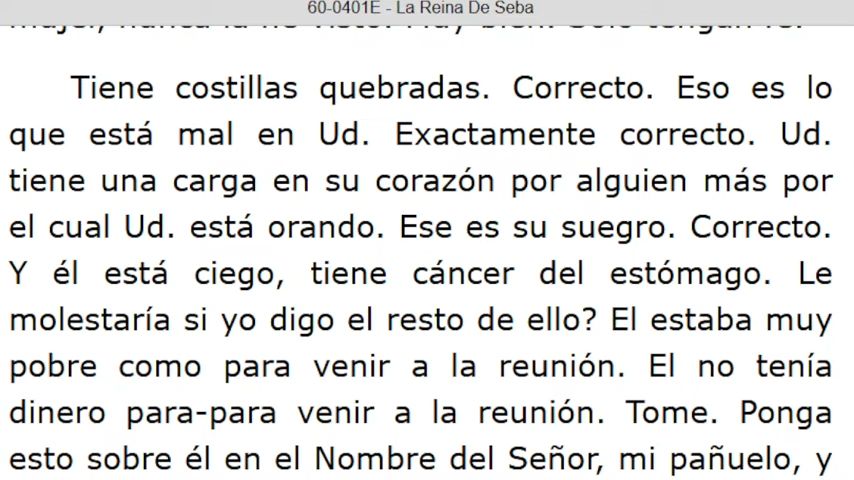 60-0401E - La Reina De Seba
Tiene costillas quebradas. Correcto. Eso es lo
que está mal en Ud. Exactamente correcto. Ud.
tiene una carga en su corazón por alguien más por
el cual Ud. está orando. Ese es su suegro. Correcto.
Y él está ciego, tiene cáncer del estómago. Le
molestaría si yo digo el resto de ello? El estaba muy
pobre como para venir a la reunión. El no tenía
dinero para-para venir a la reunión. Tome. Ponga
esto sobre él en el Nombre del Señor, mi pañuelo, y